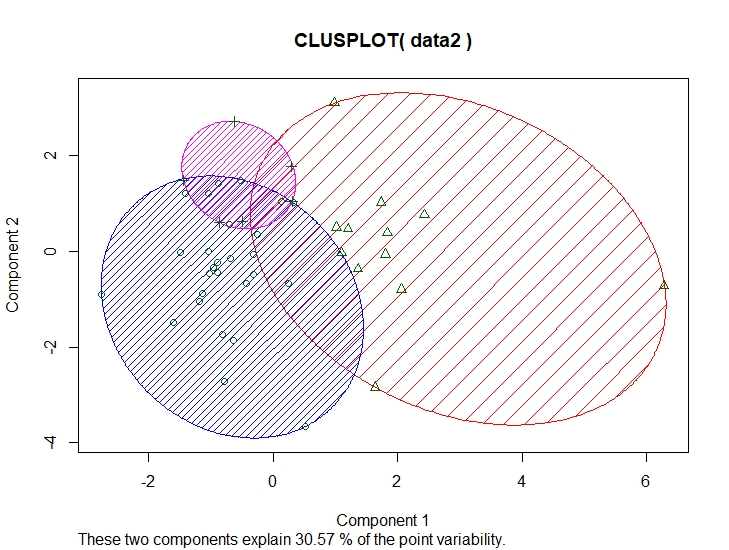 CLUSPLOT( data2 )
2
0
-2
-4
Component 2
-2
0
2
4
6
Component 1
These two components explain 30.57 % of the point variability.